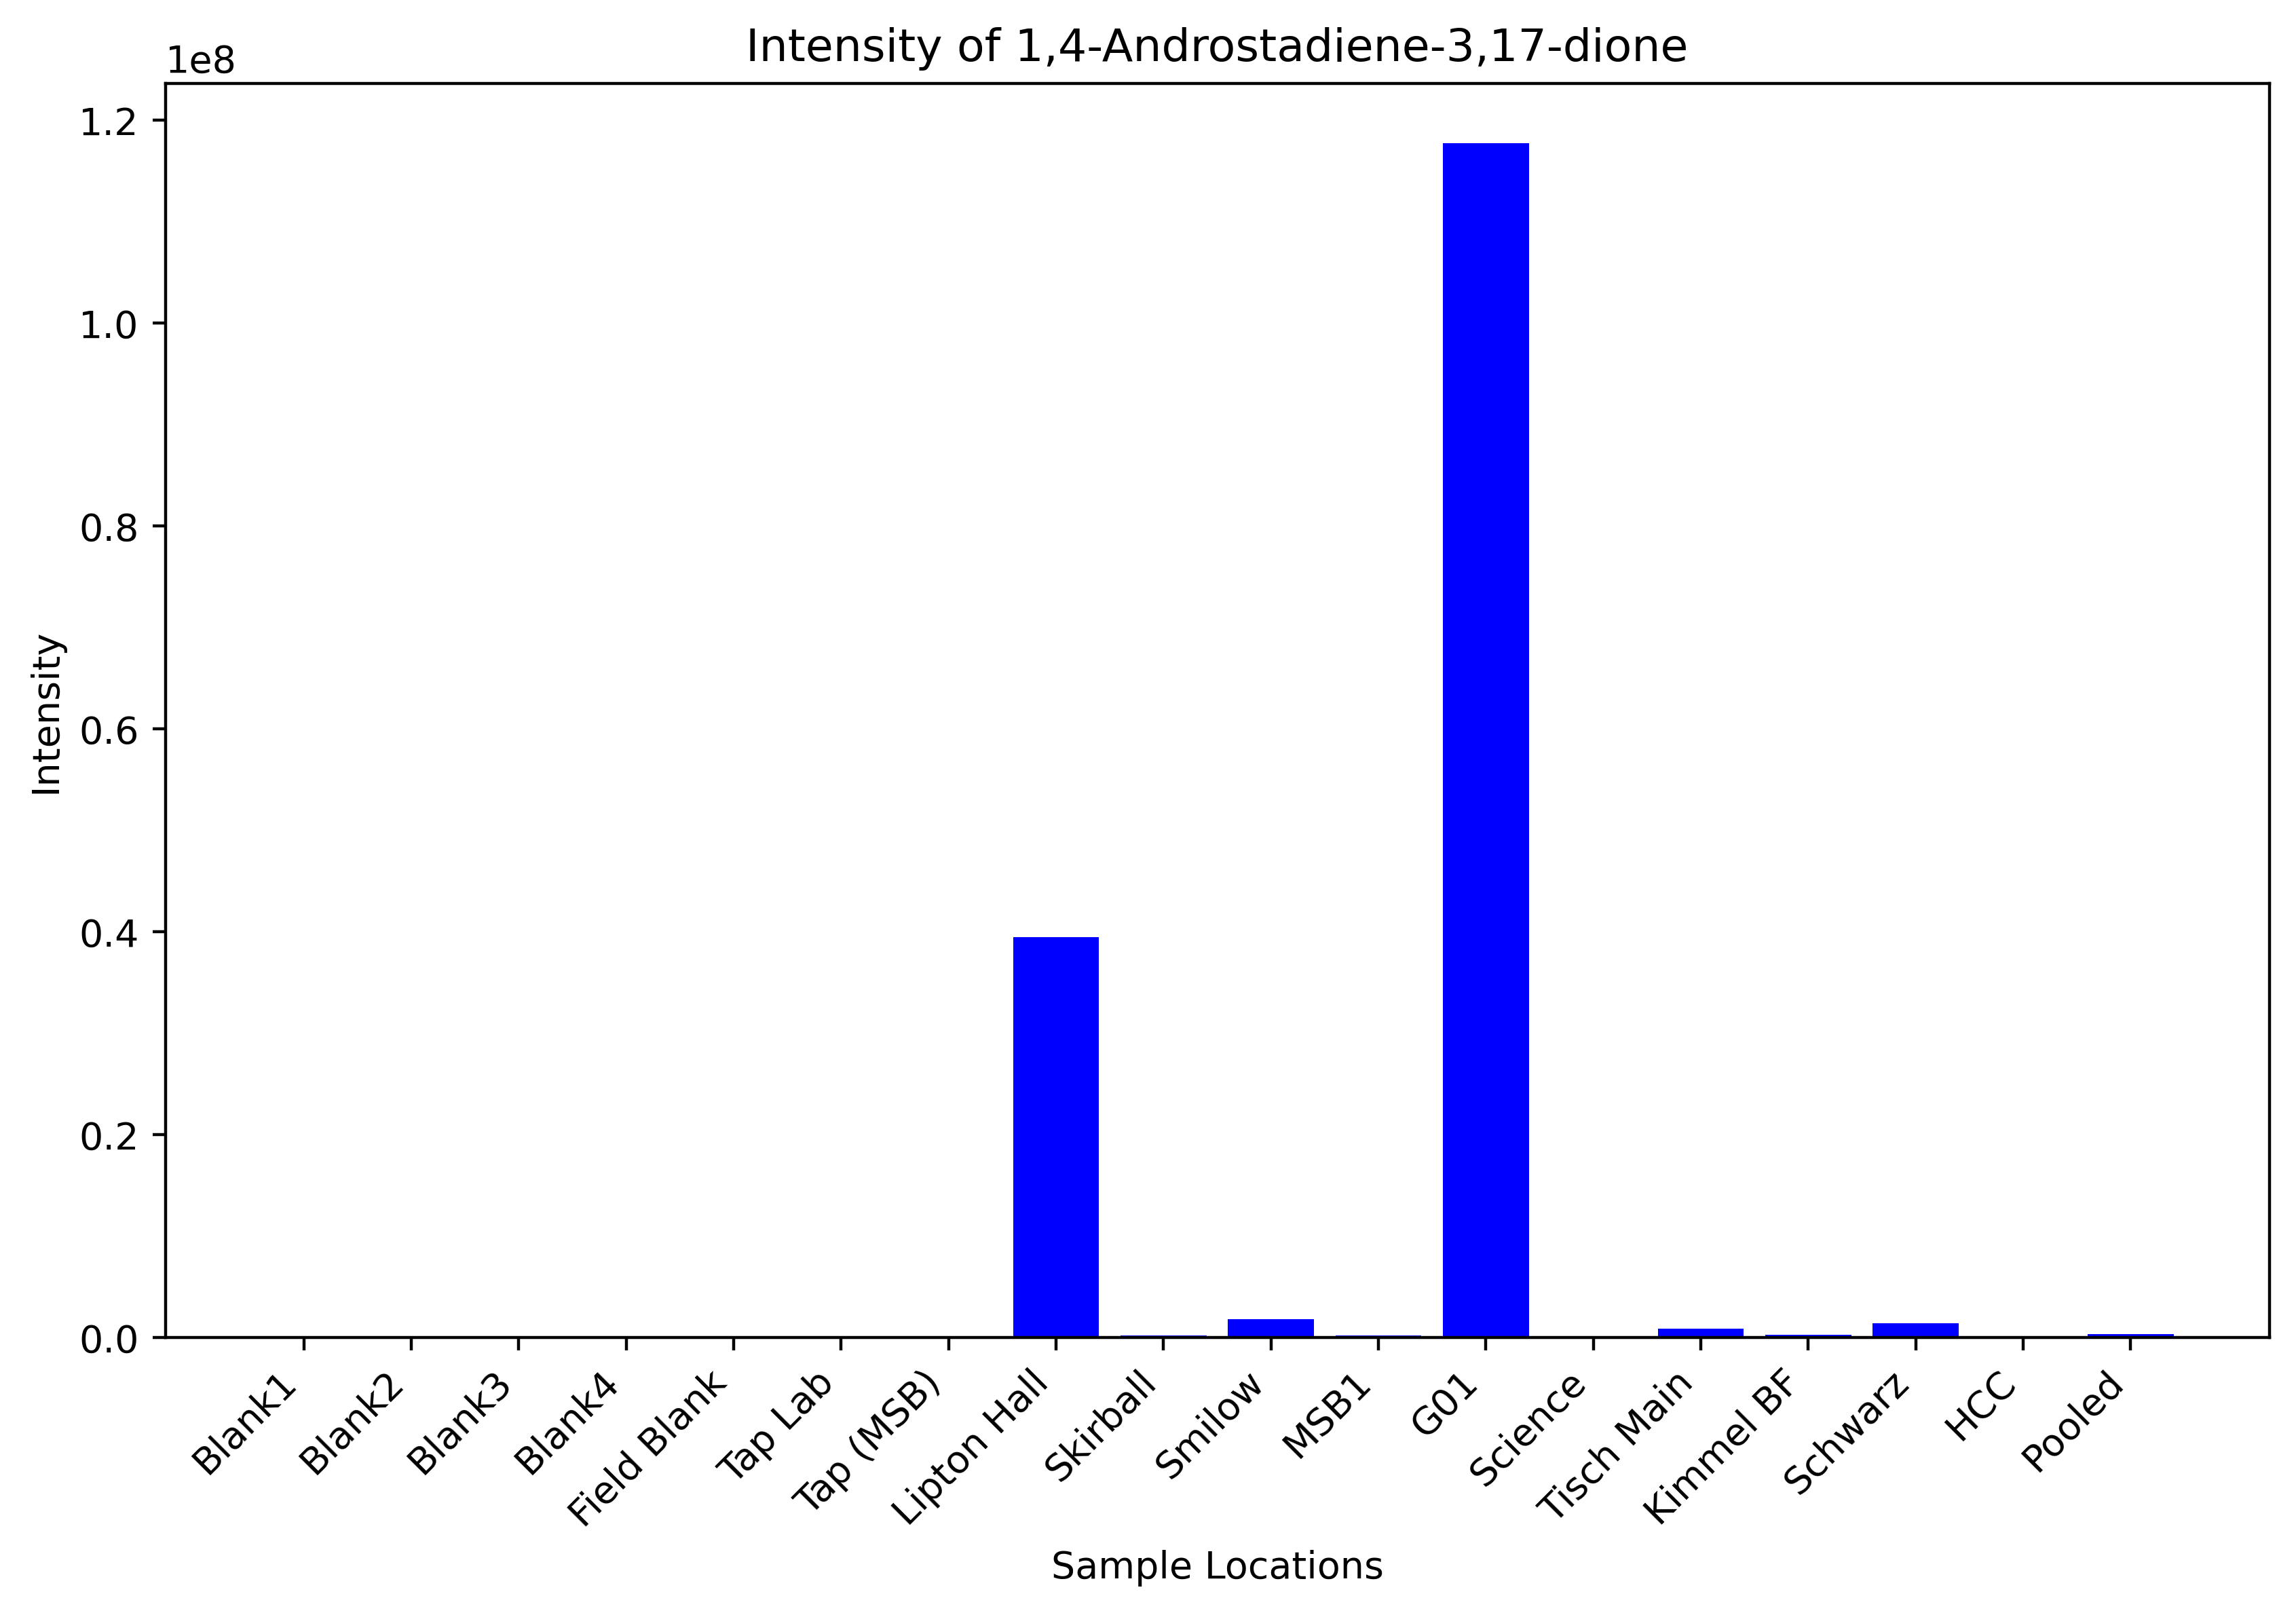 Intensity of 1,4-Androstadiene-3,17-dione
1e8
1.2
1.0
0.8
0.6
0.4
0.2
0.0
Intensity
Blank1
Blank2
Blank3
Blank4
Field Blank
Tap Lab
Tap (MSB)
Lipton Hall
Skirball
Smilow
MSB1
G01
Science
Tisch Main
Kimmel BF
Schwarz
HCC
Pooled
Sample Locations